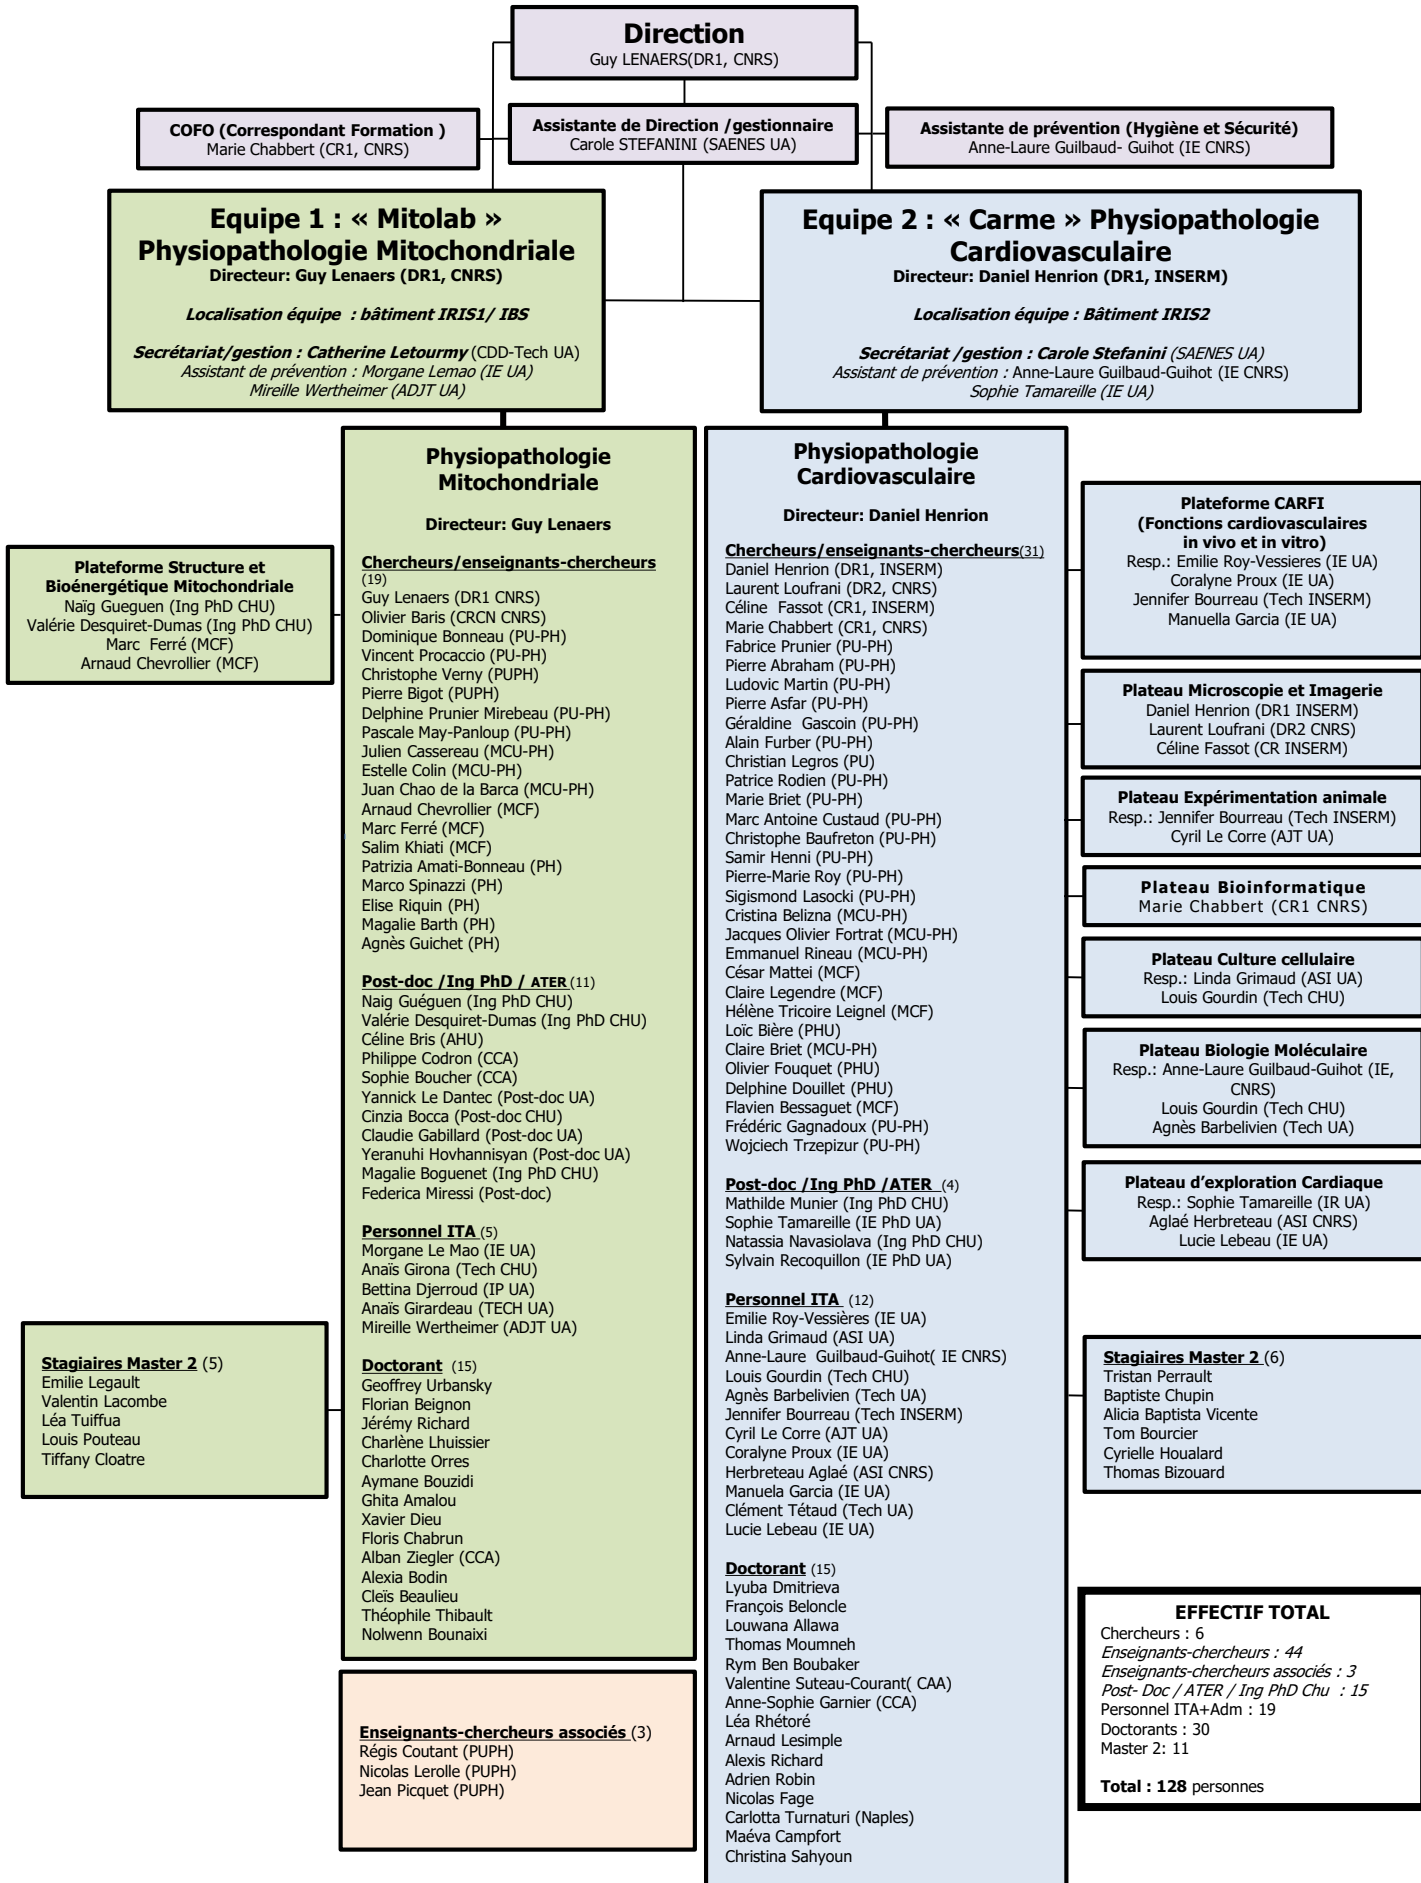 Direction
Guy LENAERS(DR1, CNRS)
COFO (Correspondant Formation )
Marie Chabbert (CR1, CNRS)
Assistante de Direction /gestionnaire
Carole STEFANINI (SAENES UA)
Assistante de prévention (Hygiène et Sécurité)
Anne-Laure Guilbaud- Guihot (IE CNRS)
Equipe 1 : « Mitolab »
Physiopathologie Mitochondriale
Directeur: Guy Lenaers (DR1, CNRS)
Localisation équipe : bâtiment IRIS1/ IBS
Secrétariat/gestion : Catherine Letourmy (CDD-Tech UA)
Assistant de prévention : Morgane Lemao (IE UA)
Mireille Wertheimer (ADJT UA)
Equipe 2 : « Carme » Physiopathologie
Cardiovasculaire
Directeur: Daniel Henrion (DR1, INSERM)
Localisation équipe : Bâtiment IRIS2
Secrétariat /gestion : Carole Stefanini (SAENES UA)
Assistant de prévention : Anne-Laure Guilbaud-Guihot (IE CNRS)
Sophie Tamareille (IE UA)
Plateforme Structure et
Bioénergétique Mitochondriale
Naïg Gueguen (Ing PhD CHU)
Valérie Desquiret-Dumas (Ing PhD CHU)
Marc Ferré (MCF)
Arnaud Chevrollier (MCF)
Stagiaires Master 2 (5)
Emilie Legault
Valentin Lacombe
Léa Tuiffua
Louis Pouteau
Tiffany Cloatre
Physiopathologie
Mitochondriale
Directeur: Guy Lenaers
Chercheurs/enseignants-chercheurs
(19)
Guy Lenaers (DR1 CNRS)
Olivier Baris (CRCN CNRS)
Dominique Bonneau (PU-PH)
Vincent Procaccio (PU-PH)
Christophe Verny (PUPH)
Pierre Bigot (PUPH)
Delphine Prunier Mirebeau (PU-PH)
Pascale May-Panloup (PU-PH)
Julien Cassereau (MCU-PH)
Estelle Colin (MCU-PH)
Juan Chao de la Barca (MCU-PH)
Arnaud Chevrollier (MCF)
Marc Ferré (MCF)
Salim Khiati (MCF)
Patrizia Amati-Bonneau (PH)
Marco Spinazzi (PH)
Elise Riquin (PH)
Magalie Barth (PH)
Agnès Guichet (PH)
Post-doc /Ing PhD / ATER (11)
Naig Guéguen (Ing PhD CHU)
Valérie Desquiret-Dumas (Ing PhD CHU)
Céline Bris (AHU)
Philippe Codron (CCA)
Sophie Boucher (CCA)
Yannick Le Dantec (Post-doc UA)
Cinzia Bocca (Post-doc CHU)
Claudie Gabillard (Post-doc UA)
Yeranuhi Hovhannisyan (Post-doc UA)
Magalie Boguenet (Ing PhD CHU)
Federica Miressi (Post-doc)
Personnel ITA (5)
Morgane Le Mao (IE UA)
Anaïs Girona (Tech CHU)
Bettina Djerroud (IP UA)
Anaïs Girardeau (TECH UA)
Mireille Wertheimer (ADJT UA)
Doctorant (15)
Geoffrey Urbansky
Florian Beignon
Jérémy Richard
Charlène Lhuissier
Charlotte Orres
Aymane Bouzidi
Ghita Amalou
Xavier Dieu
Floris Chabrun
Alban Ziegler (CCA)
Alexia Bodin
Cleïs Beaulieu
Théophile Thibault
Nolwenn Bounaixi
Enseignants-chercheurs associés (3)
Régis Coutant (PUPH)
Nicolas Lerolle (PUPH)
Jean Picquet (PUPH)
Physiopathologie
Cardiovasculaire
Directeur: Daniel Henrion
Chercheurs/enseignants-chercheurs(31)
Daniel Henrion (DR1, INSERM)
Laurent Loufrani (DR2, CNRS)
Céline Fassot (CR1, INSERM)
Marie Chabbert (CR1, CNRS)
Fabrice Prunier (PU-PH)
Pierre Abraham (PU-PH)
Ludovic Martin (PU-PH)
Pierre Asfar (PU-PH)
Géraldine Gascoin (PU-PH)
Alain Furber (PU-PH)
Christian Legros (PU)
Patrice Rodien (PU-PH)
Marie Briet (PU-PH)
Marc Antoine Custaud (PU-PH)
Christophe Baufreton (PU-PH)
Samir Henni (PU-PH)
Pierre-Marie Roy (PU-PH)
Sigismond Lasocki (PU-PH)
Cristina Belizna (MCU-PH)
Jacques Olivier Fortrat (MCU-PH)
Emmanuel Rineau (MCU-PH)
César Mattei (MCF)
Claire Legendre (MCF)
Hélène Tricoire Leignel (MCF)
Loïc Bière (PHU)
Claire Briet (MCU-PH)
Olivier Fouquet (PHU)
Delphine Douillet (PHU)
Flavien Bessaguet (MCF)
Frédéric Gagnadoux (PU-PH)
Wojciech Trzepizur (PU-PH)
Post-doc /Ing PhD /ATER (4)
Mathilde Munier (Ing PhD CHU)
Sophie Tamareille (IE PhD UA)
Natassia Navasiolava (Ing PhD CHU)
Sylvain Recoquillon (IE PhD UA)
Personnel ITA (12)
Emilie Roy-Vessières (IE UA)
Linda Grimaud (ASI UA)
Anne-Laure Guilbaud-Guihot( IE CNRS)
Louis Gourdin (Tech CHU)
Agnès Barbelivien (Tech UA)
Jennifer Bourreau (Tech INSERM)
Cyril Le Corre (AJT UA)
Coralyne Proux (IE UA)
Herbreteau Aglaé (ASI CNRS)
Manuela Garcia (IE UA)
Clément Tétaud (Tech UA)
Lucie Lebeau (IE UA)
Doctorant (15)
Lyuba Dmitrieva
François Beloncle
Louwana Allawa
Thomas Moumneh
Rym Ben Boubaker
Valentine Suteau-Courant( CAA)
Anne-Sophie Garnier (CCA)
Léa Rhétoré
Arnaud Lesimple
Alexis Richard
Adrien Robin
Nicolas Fage
Carlotta Turnaturi (Naples)
Maéva Campfort
Christina Sahyoun
Plateforme CARFI
(Fonctions cardiovasculaires
in vivo et in vitro)
Resp.: Emilie Roy-Vessieres (IE UA)
Coralyne Proux (IE UA)
Jennifer Bourreau (Tech INSERM)
Manuella Garcia (IE UA)
Plateau Microscopie et Imagerie
Daniel Henrion (DR1 INSERM)
Laurent Loufrani (DR2 CNRS)
Céline Fassot (CR INSERM)
Plateau Expérimentation animale
Resp.: Jennifer Bourreau (Tech INSERM)
Cyril Le Corre (AJT UA)
Plateau Bioinformatique
Marie Chabbert (CR1 CNRS)
Plateau Culture cellulaire
Resp.: Linda Grimaud (ASI UA)
Louis Gourdin (Tech CHU)
Plateau Biologie Moléculaire
Resp.: Anne-Laure Guilbaud-Guihot (IE,
CNRS)
Louis Gourdin (Tech CHU)
Agnès Barbelivien (Tech UA)
Plateau d'exploration Cardiaque
Resp.: Sophie Tamareille (IR UA)
Aglaé Herbreteau (ASI CNRS)
Lucie Lebeau (IE UA)
Stagiaires Master 2 (6)
Tristan Perrault
Baptiste Chupin
Alicia Baptista Vicente
Tom Bourcier
Cyrielle Houalard
Thomas Bizouard
EFFECTIF TOTAL
Chercheurs : 6
Enseignants-chercheurs : 44
Enseignants-chercheurs associés : 3
Post- Doc / ATER / Ing PhD Chu : 15
Personnel ITA+Adm : 19
Doctorants : 30
Master 2: 11
Total : 128 personnes